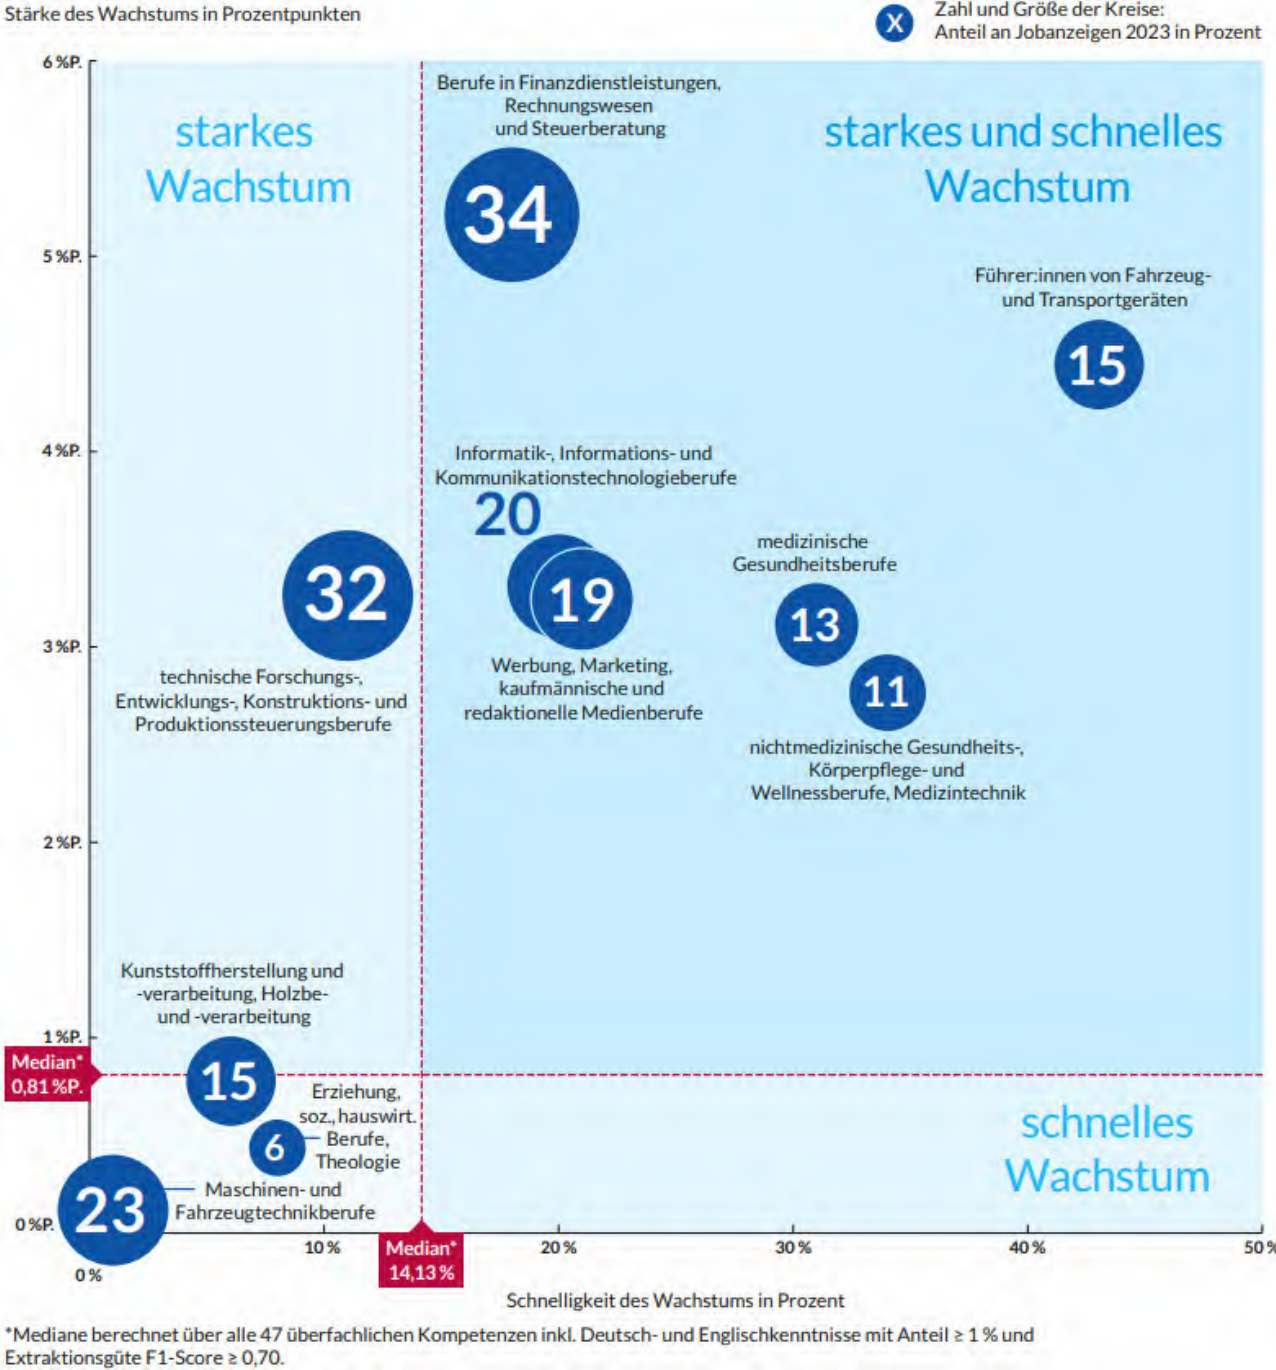 Stärke des Wachstums in Prozentpunkten
X
Zahl und Größe der Kreise:
Anteil an Jobanzeigen 2023 in Prozent
6 %P.
starkes
Wachstum
Berufe in Finanzdienstleistungen,
Rechnungswesen
und Steuerberatung
34
starkes und schnelles
Wachstum
5 %P.
Führer:innen von Fahrzeug-
und Transportgeräten
15
4 %P.
Informatik-, Informations- und
Kommunikationstechnologieberufe
20
19
Werbung, Marketing,
kaufmännische und
redaktionelle Medienberufe
32
technische Forschungs-,
Entwicklungs-, Konstruktions- und
Produktionssteuerungsberufe
medizinische
Gesundheitsberufe
13
3 %P.
11
nichtmedizinische Gesundheits-,
Körperpflege- und
Wellnessberufe, Medizintechnik
2 %P.
Kunststoffherstellung und
-verarbeitung, Holzbe-
und -verarbeitung
1 %P.
Median*
0,81 %P.
15
Erziehung,
soz., hauswirt.
Berufe,
Theologie
6
schnelles
Wachstum
23
Maschinen- und
Fahrzeugtechnikberufe
0 %P.
0 %
10 %
Median*
14,13 %
20 %
30 %
40 %
50 %
Schnelligkeit des Wachstums in Prozent
*Mediane berechnet über alle 47 überfachlichen Kompetenzen inkl. Deutsch- und Englischkenntnisse mit Anteil ≥ 1 % und
Extraktionsgüte F1-Score ≥ 0,70.